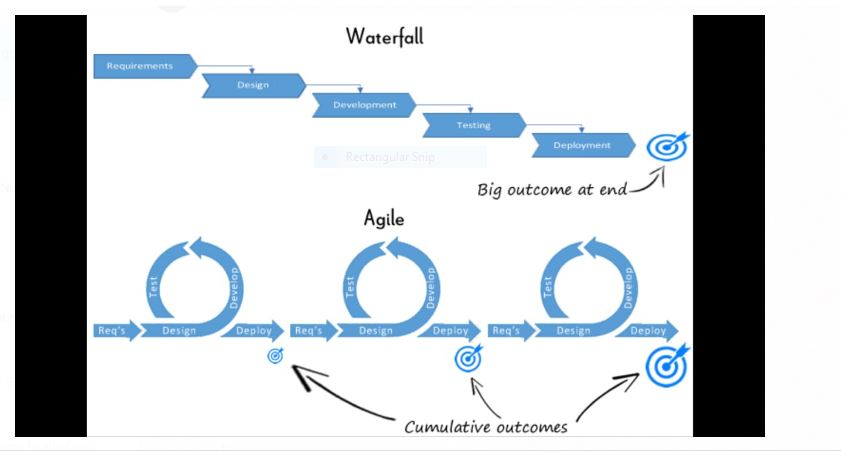 Waterfall
Requirements
Design
Development
Testing
Deployment
Rectangular Snip
Big outcome at end
Agile
Test
Develop
Req's
Design
Deploy
Test
Develop
Req's
Design
Deploy
Test
Develop
Req's
Design
Deploy
Cumulative outcomes